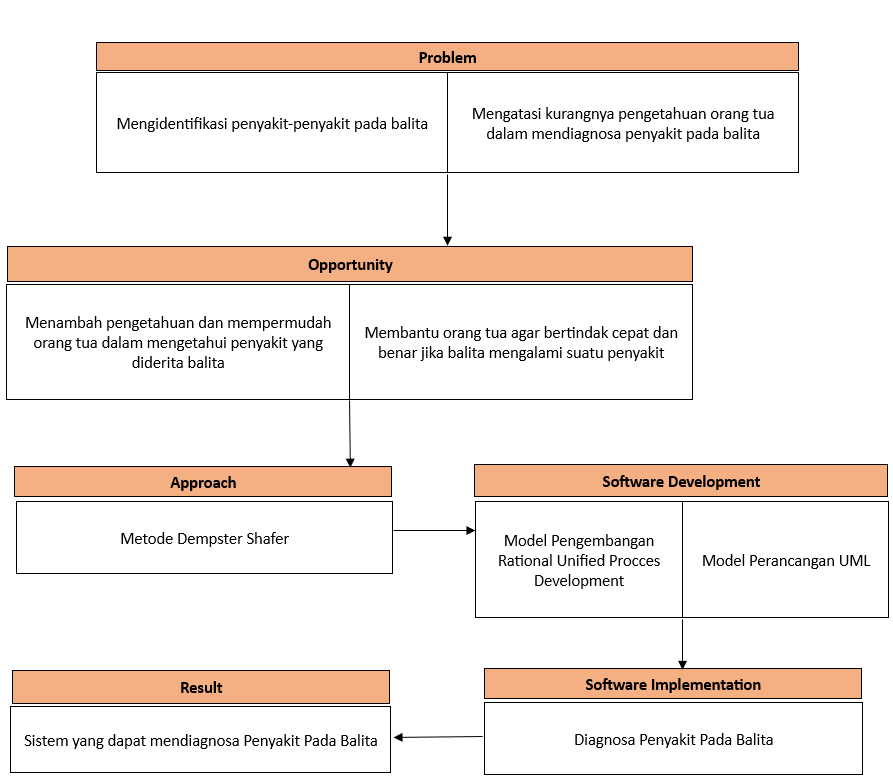 Problem
Mengidentifikasi penyakit-penyakit pada balita
Mengatasi kurangnya pengetahuan orang tua
dalam mendiagnosa penyakit pada balita
Opportunity
Menambah pengetahuan dan mempermudah
orang tua dalam mengetahui penyakit yang
diderita balita
Membantu orang tua agar bertindak cepat dan
benar jika balita mengalami suatu penyakit
Approach
Metode Dempster Shafer
Software Development
Model Pengembangan
Rational Unified Procces
Development
Model Perancangan UML
Software Implementation
Diagnosa Penyakit Pada Balita
Result
Sistem yang dapat mendiagnosa Penyakit Pada Balita